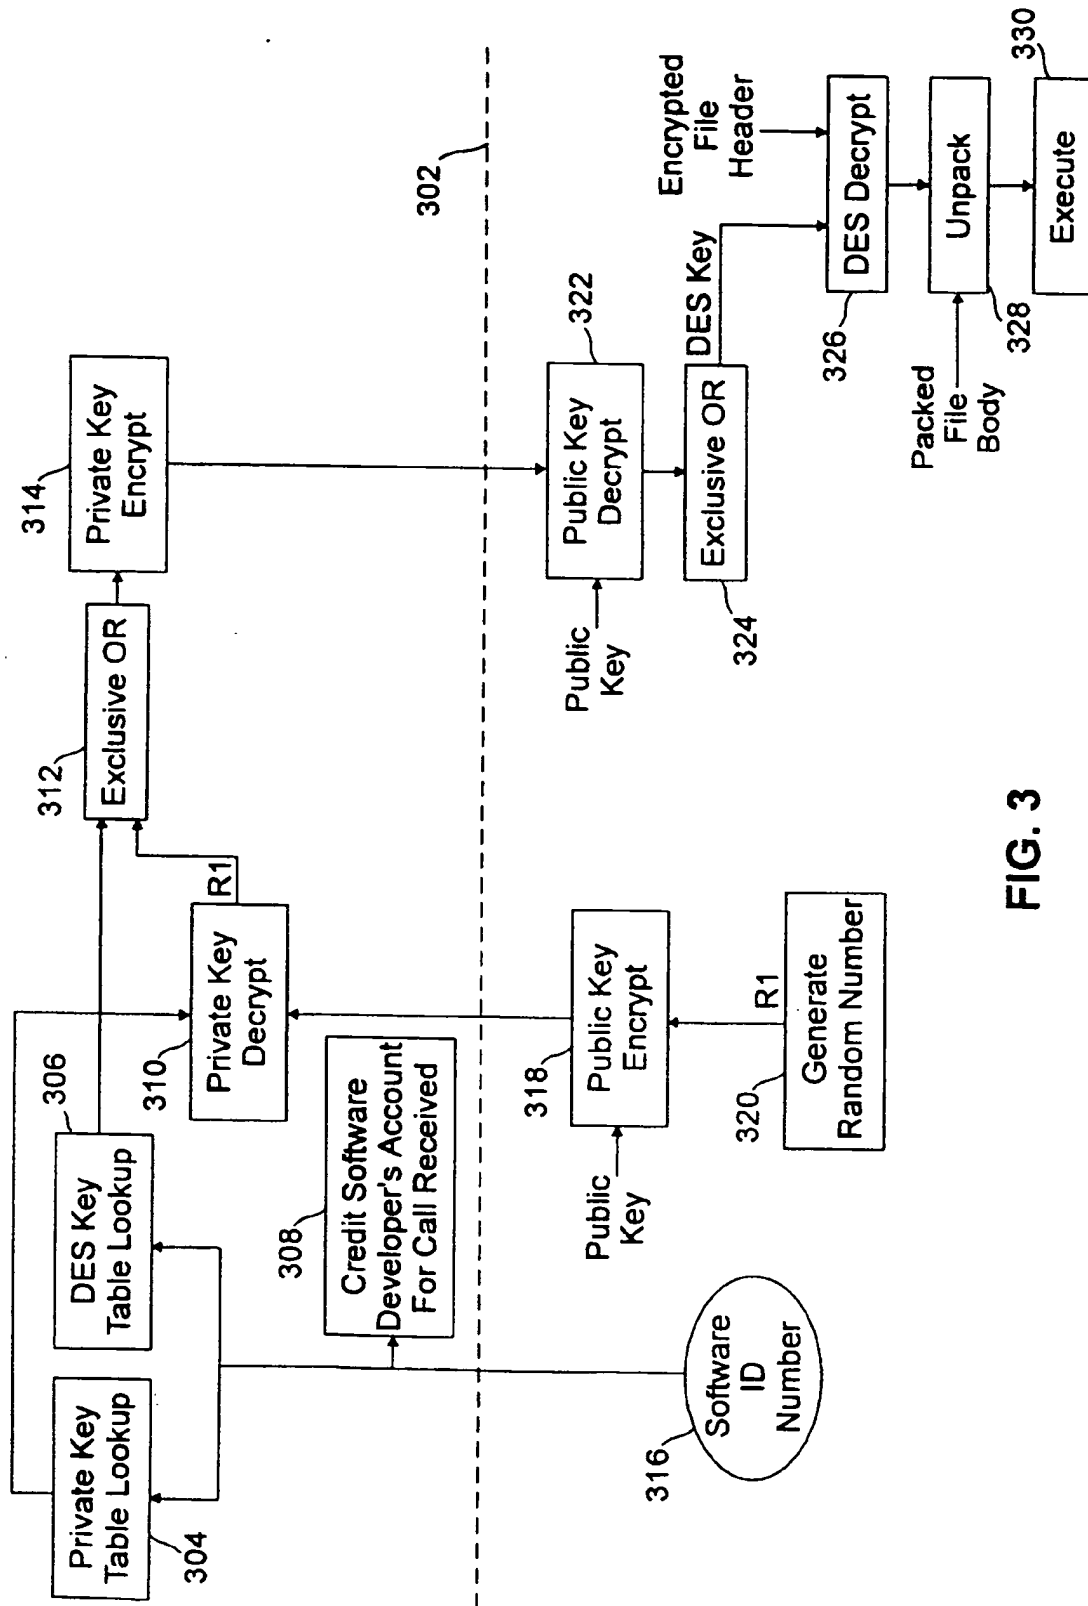 Private Key
Table Lookup
304
DES Key
Table Lookup
306
308
Credit Software
Developer's Account
For Call Received
310
Private Key
Decrypt
R1
312
Exclusive OR
314
Private Key
Encrypt
302
316
Software
ID
Number
Public
Key
318
Public Key
Encrypt
R1
320
Generate
Random Number
Public
Key
Public Key
Decrypt
322
Exclusive OR
324
DES Key
Encrypted
File
Header
DES Decrypt
326
Packed
File
Body
Unpack
328
Execute
330
FIG. 3